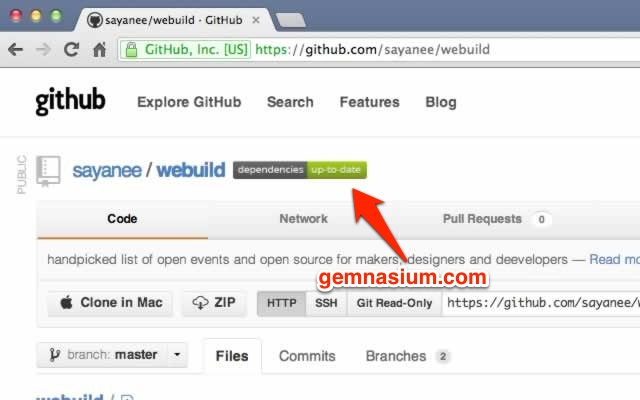 sayanee/webuild · GitHub
GitHub, Inc. [US] https://github.com/sayanee/webuild
github Explore GitHub Search Features Blog
PUBLIC
sayanee / webuild dependencies up-to-date
Code Network Pull Requests 0
handpicked list of open events and open source for makers, designers and deevelopers — Read mo
gemnasium.com
Clone in Mac ZIP HTTP SSH Git Read-Only https://github.com/sayanee/w
branch: master Files Commits Branches 2
webuild /